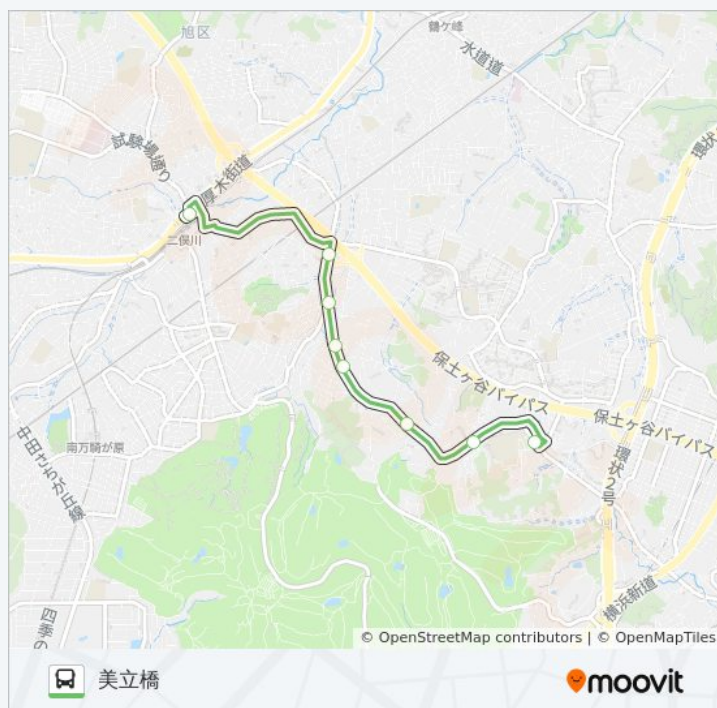 旭区
鶴ケ峰
水道道
試験場通り
環状
厚木街道
二俣川
保土ヶ谷バイパス
保土ヶ谷バイパス
南万騎が原
中田さちが丘線
環状2号
横浜新道
四季の
© OpenStreetMap contributors | © OpenMapTiles
美立橋
moovit